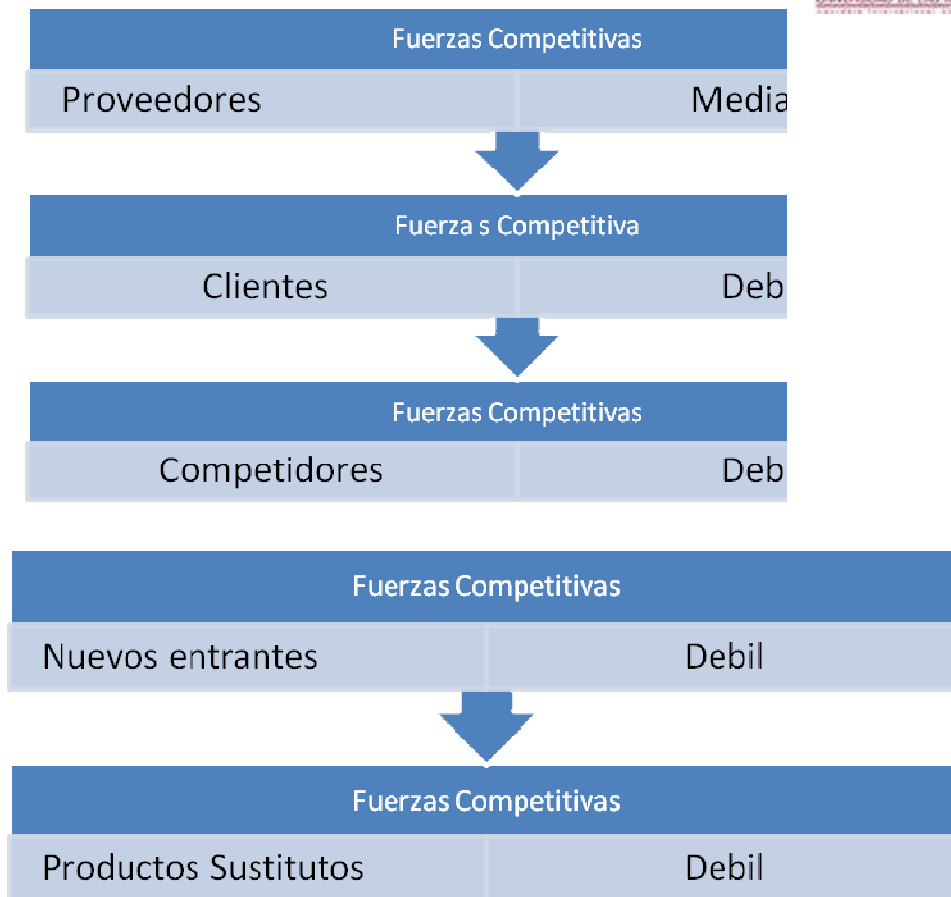 Fuerzas Competitivas
Proveedores Media
Fuerza s Competitiva
Clientes Deb
Fuerzas Competitivas
Competidores Deb
Fuerzas Competitivas
Nuevos entrantes Debil
Fuerzas Competitivas
Productos Sustitutos Debil